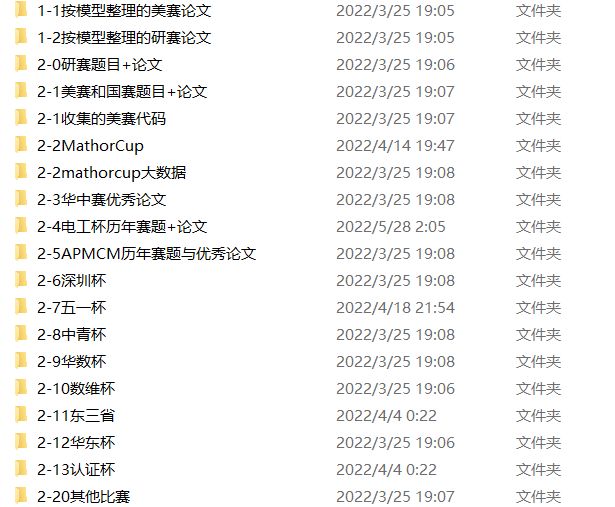 1-1按模型整理的美赛论文 2022/3/25 19:05 文件夹
1-2按模型整理的研赛论文 2022/3/25 19:05 文件夹
2-0研赛题目+论文 2022/3/25 19:06 文件夹
2-1美赛和国赛题目+论文 2022/3/25 19:07 文件夹
2-1收集的美赛代码 2022/3/25 19:07 文件夹
2-2MathorCup 2022/4/14 19:47 文件夹
2-2mathorcup大数据 2022/3/25 19:08 文件夹
2-3华中赛优秀论文 2022/3/25 19:08 文件夹
2-4电工杯历年赛题+论文 2022/5/28 2:05 文件夹
2-5APMCM历年赛题与优秀论文 2022/3/25 19:08 文件夹
2-6深圳杯 2022/3/25 19:08 文件夹
2-7五一杯 2022/4/18 21:54 文件夹
2-8中青杯 2022/3/25 19:08 文件夹
2-9华数杯 2022/3/25 19:08 文件夹
2-10数维杯 2022/3/25 19:06 文件夹
2-11东三省 2022/4/4 0:22 文件夹
2-12华东杯 2022/3/25 19:06 文件夹
2-13认证杯 2022/4/4 0:22 文件夹
2-20其他比赛 2022/3/25 19:07 文件夹